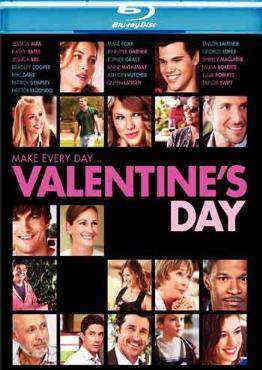 Blu-ray Disc
JESSICA ALBA
KATHY BATES
JESSICA BIEL
BRADLEY COOPER
ERIC DANE
PATRICK DEMPSEY
HECTOR ELIZONDO
JAMIE FOXX
JENNIFER GARNER
TOPHER GRACE
ANNE HATHAWAY
ASHTON KUTCHER
QUEEN LATIFAH
TAYLOR LAUTNER
GEORGE LOPEZ
SHIRLEY MACLAINE
EMMA ROBERTS
JULIA ROBERTS
TAYLOR SWIFT
MAKE EVERY DAY...
VALENTINE'S
DAY